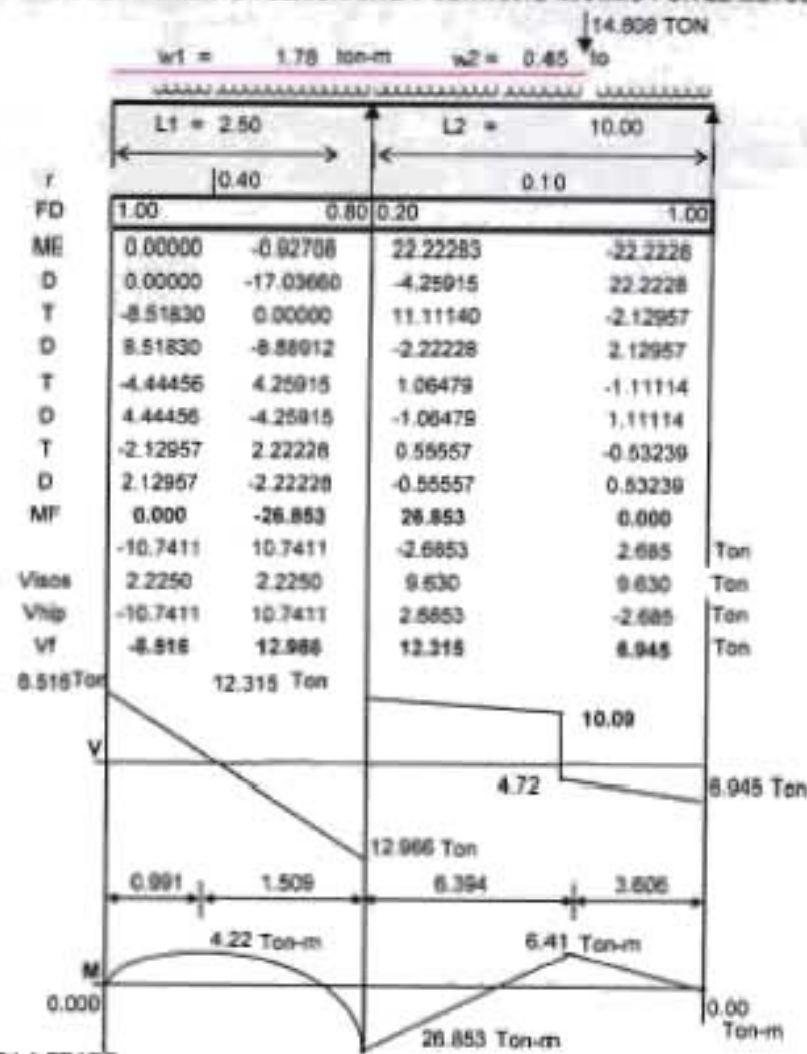 14.808 TON
w1 = 1.78 ton-m w2 = 0.45 to
L1 = 2.50 L2 = 10.00
r 0.40 0.10
FD 1.00 0.80 0.20 1.00
ME 0.00000 -0.92708 22.22283 -22.2228
D 0.00000 -17.03660 -4.25915 22.2228
T -8.51830 0.00000 11.11140 -2.12957
D 8.51830 -8.88912 -2.22228 2.12957
T -4.44456 4.25915 1.06479 -1.11114
D 4.44456 -4.25915 -1.06479 1.11114
T -2.12957 2.22228 0.55557 -0.53239
D 2.12957 -2.22228 -0.55557 0.53239
MF 0.000 -26.853 26.853 0.000
-10.7411 10.7411 -2.6853 2.685 Ton
Visos 2.2250 2.2250 9.630 9.630 Ton
Vhip -10.7411 10.7411 2.6853 -2.685 Ton
Vf -8.516 12.966 12.315 6.945 Ton
8.516 Ton 12.315 Ton
10.09
V
4.72 6.945 Ton
12.966 Ton
0.991 1.509 6.394 3.606
4.22 Ton-m 6.41 Ton-m
M
0.000 0.00
26.853 Ton-m Ton-m